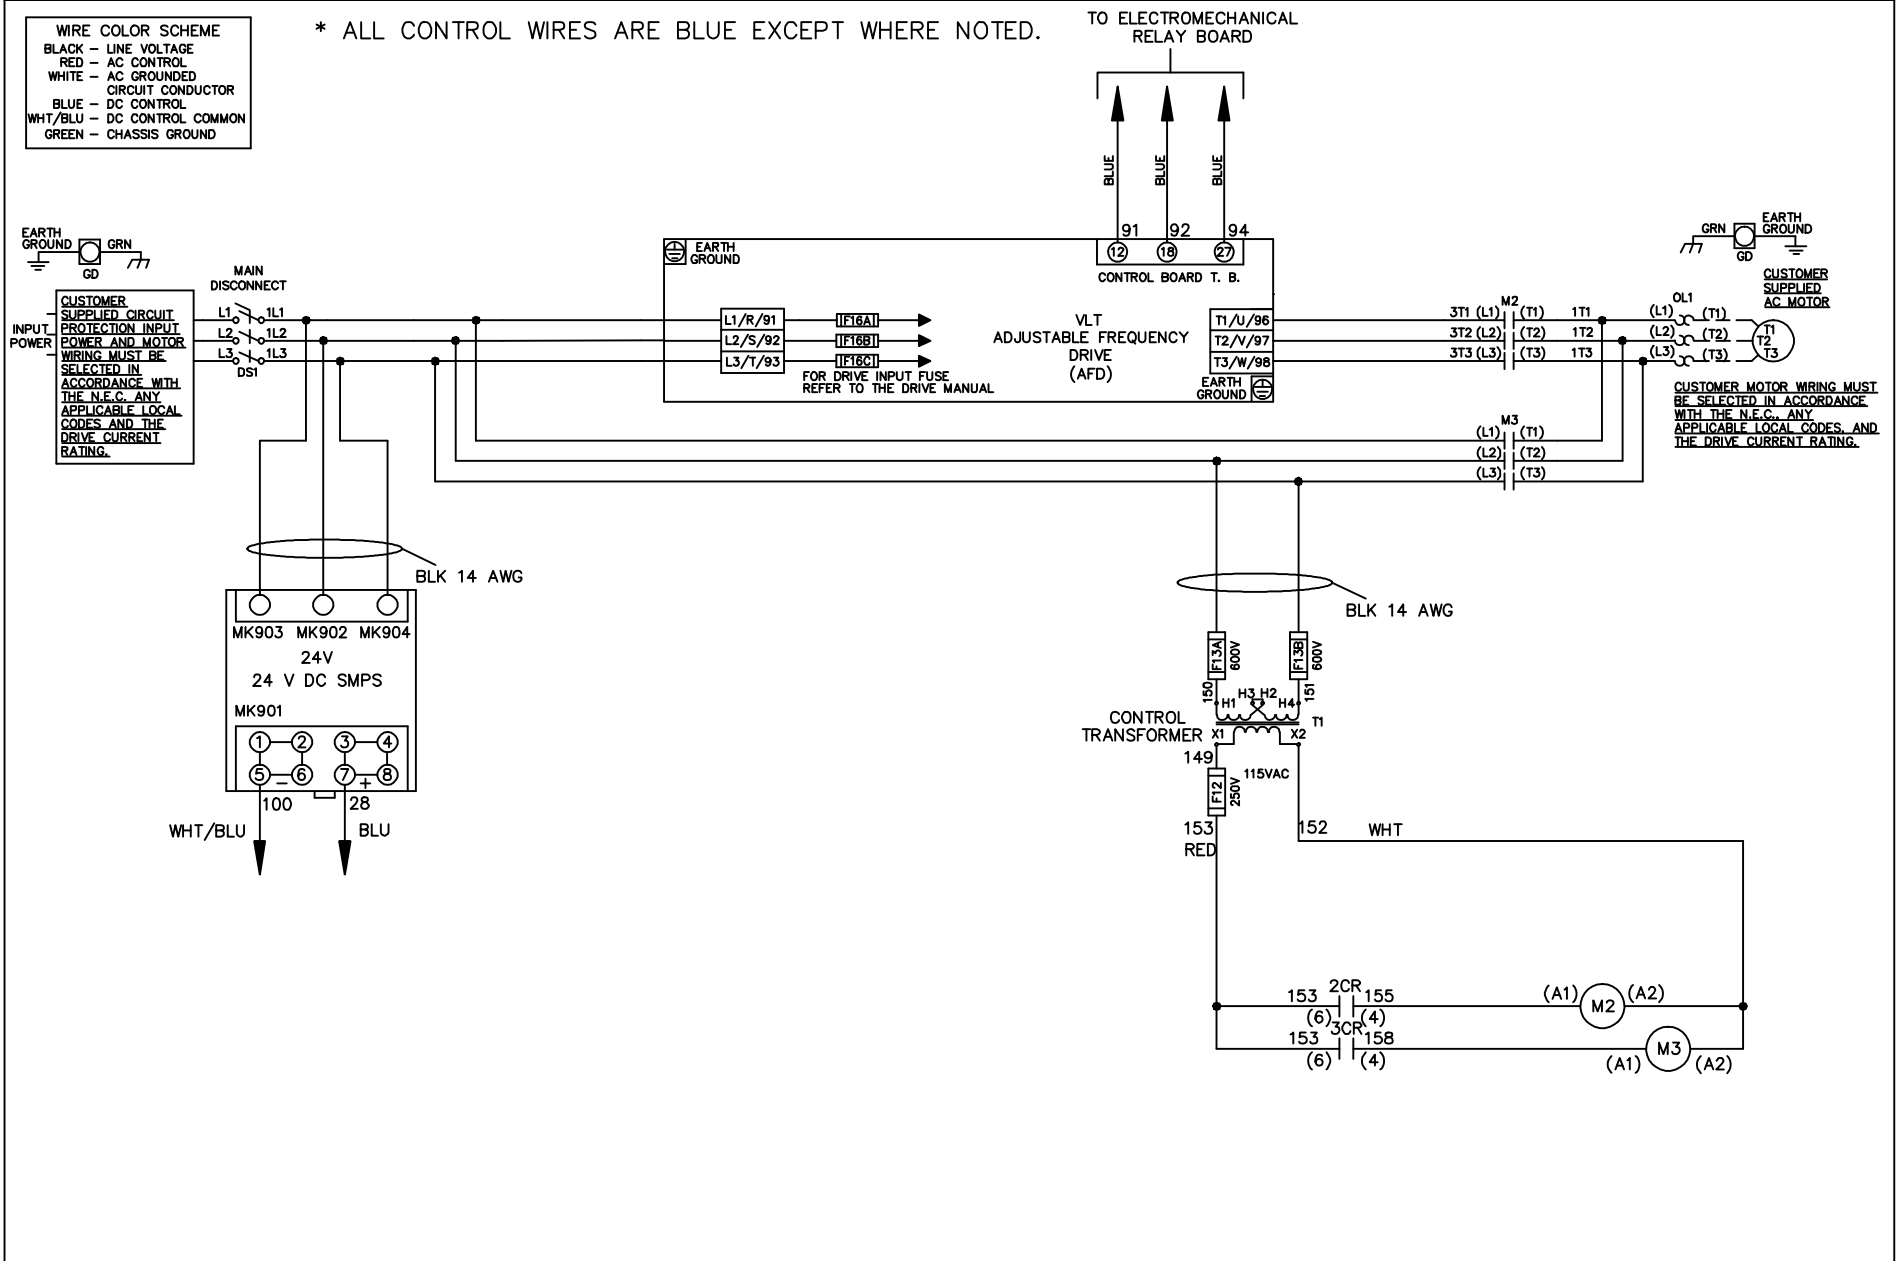 WIRE COLOR SCHEME
BLACK – LINE VOLTAGE
RED – AC CONTROL
WHITE – AC GROUNDED
CIRCUIT CONDUCTOR
BLUE – DC CONTROL
WHT/BLU – DC CONTROL COMMON
GREEN – CHASSIS GROUND
* ALL CONTROL WIRES ARE BLUE EXCEPT WHERE NOTED.
TO ELECTROMECHANICAL
RELAY BOARD
BLUE
BLUE
BLUE
91 92 94
12 18 27
CONTROL BOARD T. B.
EARTH
GROUND
GRN
GD
MAIN
DISCONNECT
INPUT
POWER
CUSTOMER
SUPPLIED CIRCUIT
PROTECTION INPUT
POWER AND MOTOR
WIRING MUST BE
SELECTED IN
ACCORDANCE WITH
THE N.E.C. ANY
APPLICABLE LOCAL
CODES AND THE
DRIVE CURRENT
RATING.
L1 1L1
L2 1L2
L3 1L3
DS1
EARTH
GROUND
L1/R/91 IF16A
L2/S/92 IF16B
L3/T/93 IF16C
FOR DRIVE INPUT FUSE
REFER TO THE DRIVE MANUAL
VLT
ADJUSTABLE FREQUENCY
DRIVE
(AFD)
T1/U/96
T2/V/97
T3/W/98
EARTH
GROUND
M2
3T1 (L1) (T1) 1T1
3T2 (L2) (T2) 1T2
3T3 (L3) (T3) 1T3
OL1
(L1) (T1)
(L2) (T2)
(L3) (T3)
T1
T2
T3
GRN
GD
EARTH
GROUND
CUSTOMER
SUPPLIED
AC MOTOR
CUSTOMER MOTOR WIRING MUST
BE SELECTED IN ACCORDANCE
WITH THE N.E.C., ANY
APPLICABLE LOCAL CODES, AND
THE DRIVE CURRENT RATING.
M3
(L1) (T1)
(L2) (T2)
(L3) (T3)
BLK 14 AWG
MK903 MK902 MK904
24V
24 V DC SMPS
MK901
1 2 3 4
5 – 6 7 + 8
100 28
WHT/BLU BLU
BLK 14 AWG
F13A 600V
F13B 600V
150 151
H1 H3 H2 H4
T1
CONTROL
TRANSFORMER
X1 X2
149
115VAC
F12 250V
153
RED
152 WHT
153 2CR 155
(6) (4)
(A1) M2 (A2)
153 3CR 158
(6) (4)
(A1) M3 (A2)